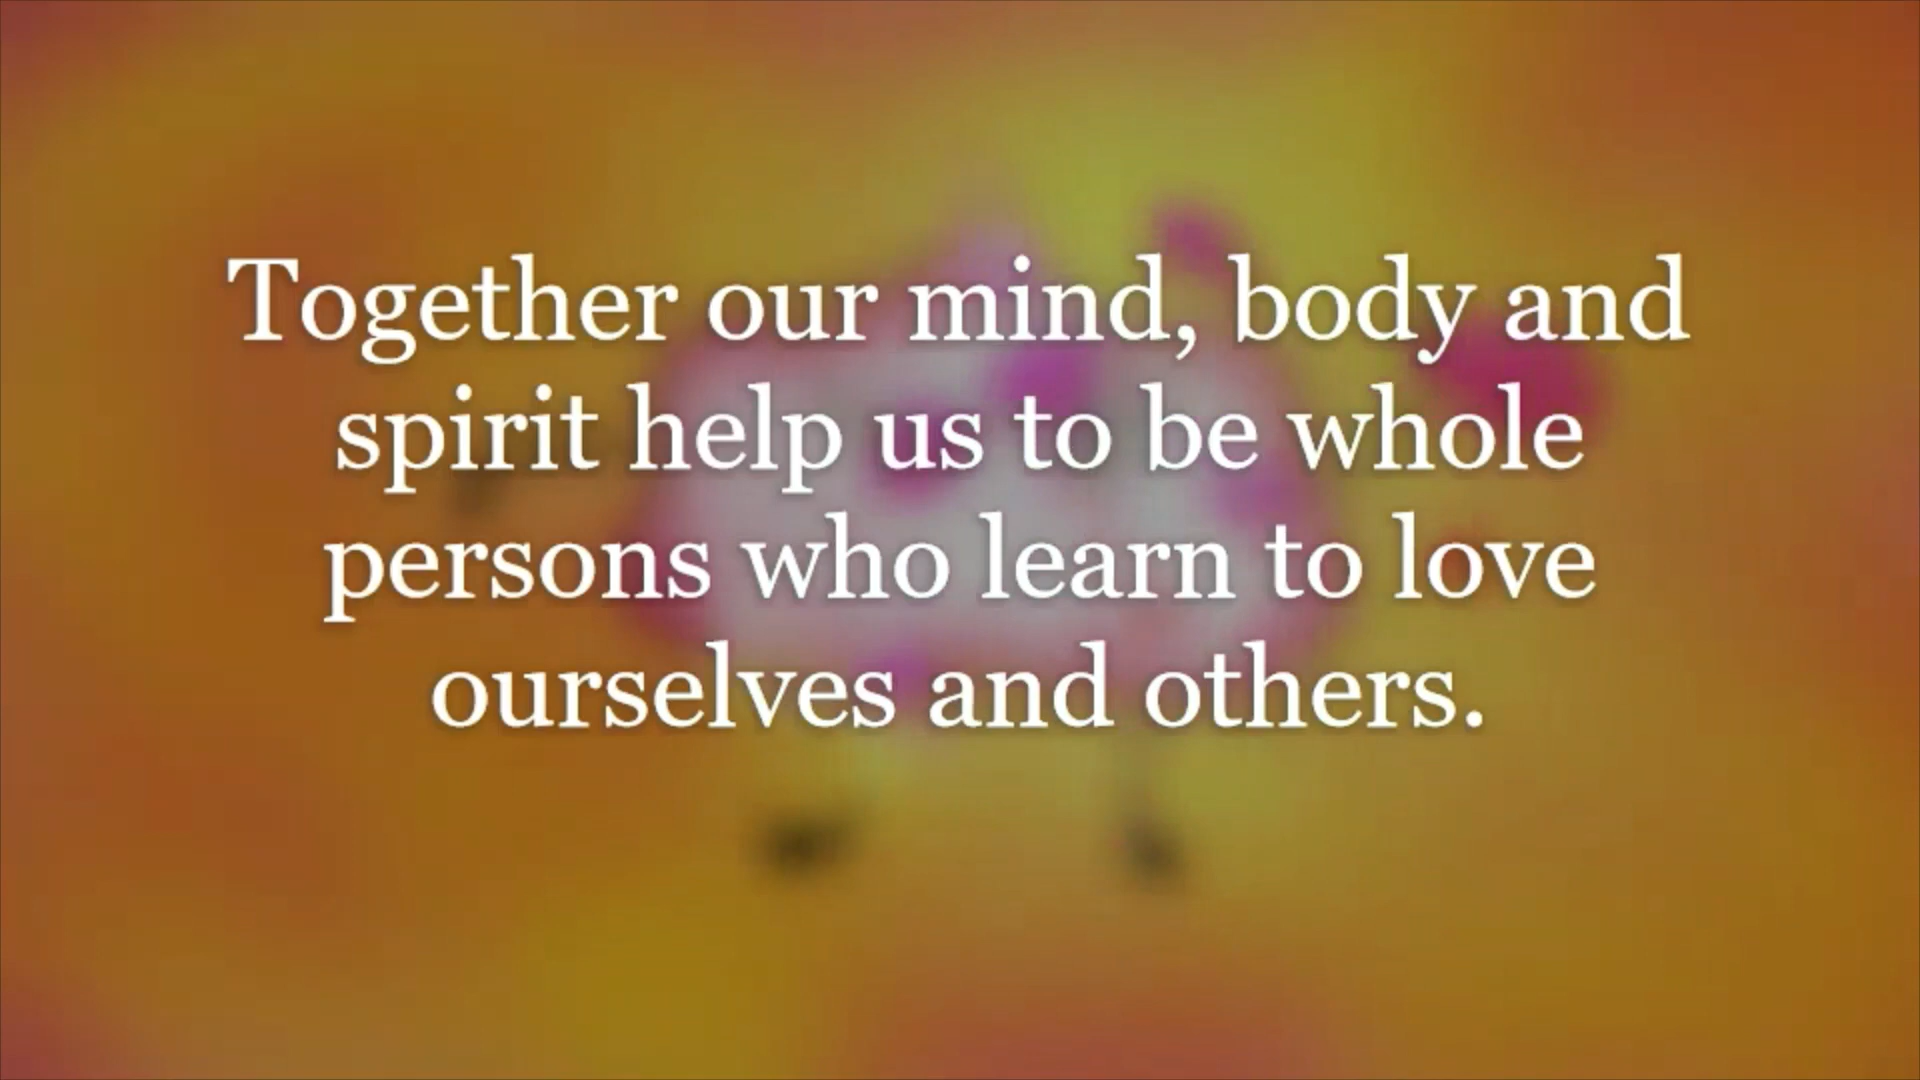 Together our mind, body and
spirit help us to be whole
persons who learn to love
ourselves and others.